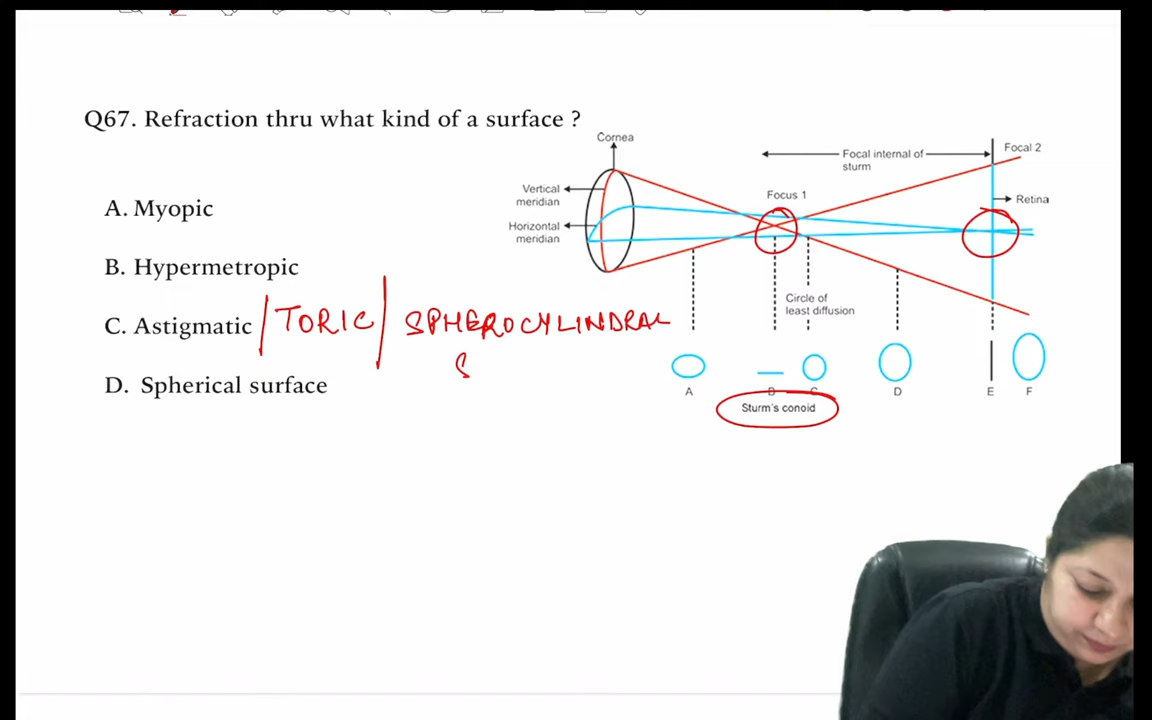 Q67. Refraction thru what kind of a surface ?
A. Myopic
B. Hypermetropic
C. Astigmatic / TORIC / SPHEROCYLINDRAL
S
D. Spherical surface
Cornea
Vertical
meridian
Horizontal
meridian
Focal internal of
sturm
Focus 1
Focal 2
Retina
Circle of
least diffusion
A B C D E F
Sturm's conoid